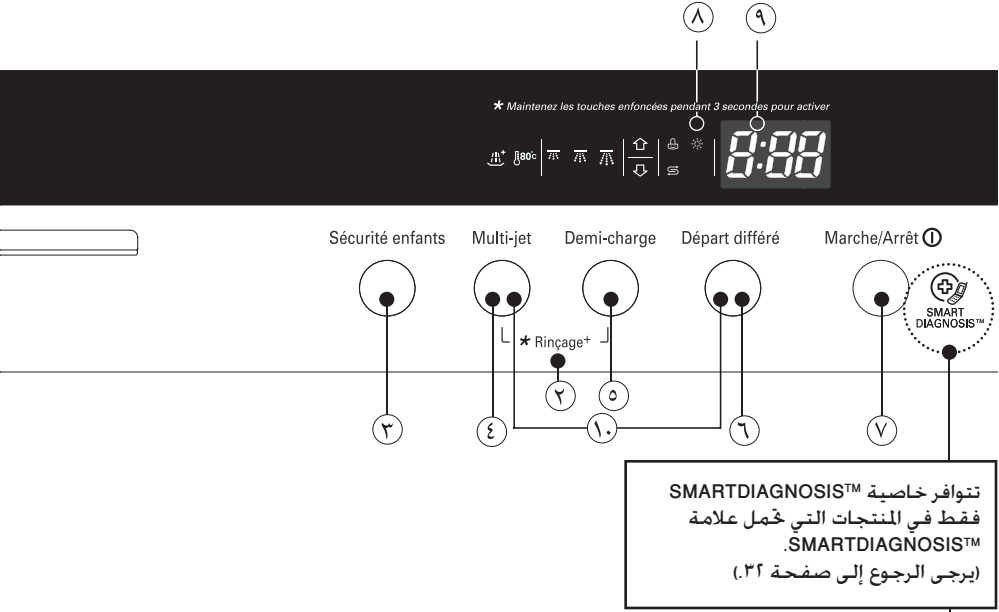 ٨ ٩
* Maintenez les touches enfoncées pendant 3 secondes pour activer
80°c 8:88
Sécurité enfants Multi-jet Demi-charge Départ différé Marche/Arrêt
SMART
DIAGNOSIS™
* Rinçage+
٢ ٥
٣ ٤ ١٠ ٦ ٧
تتوافر خاصية SMARTDIAGNOSIS™
فقط في المنتجات التي تحمل علامة
SMARTDIAGNOSIS™.
(يرجى الرجوع إلى صفحة ٣٢.)